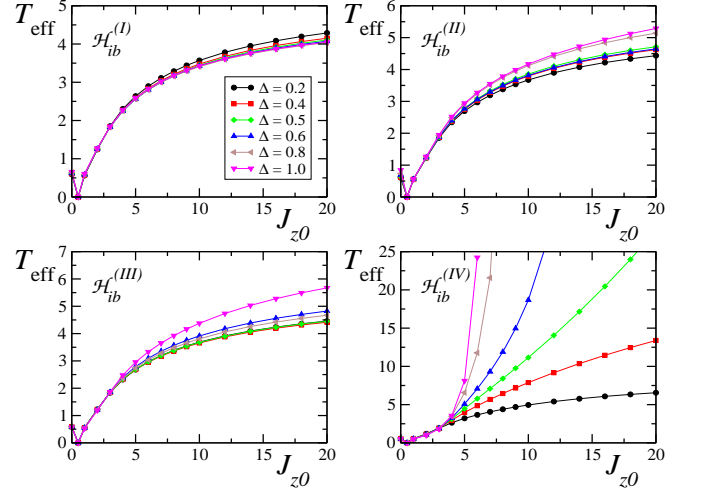 T_eff
ℋ_ib^(I)
5
4
3
2
1
0
0 5 10 15 20
J_z0
Δ = 0.2
Δ = 0.4
Δ = 0.5
Δ = 0.6
Δ = 0.8
Δ = 1.0
T_eff
ℋ_ib^(II)
6
5
4
3
2
1
0
0 5 10 15 20
J_z0
T_eff
ℋ_ib^(III)
7
6
5
4
3
2
1
0
0 5 10 15 20
J_z0
T_eff
ℋ_ib^(IV)
25
20
15
10
5
0
0 5 10 15 20
J_z0